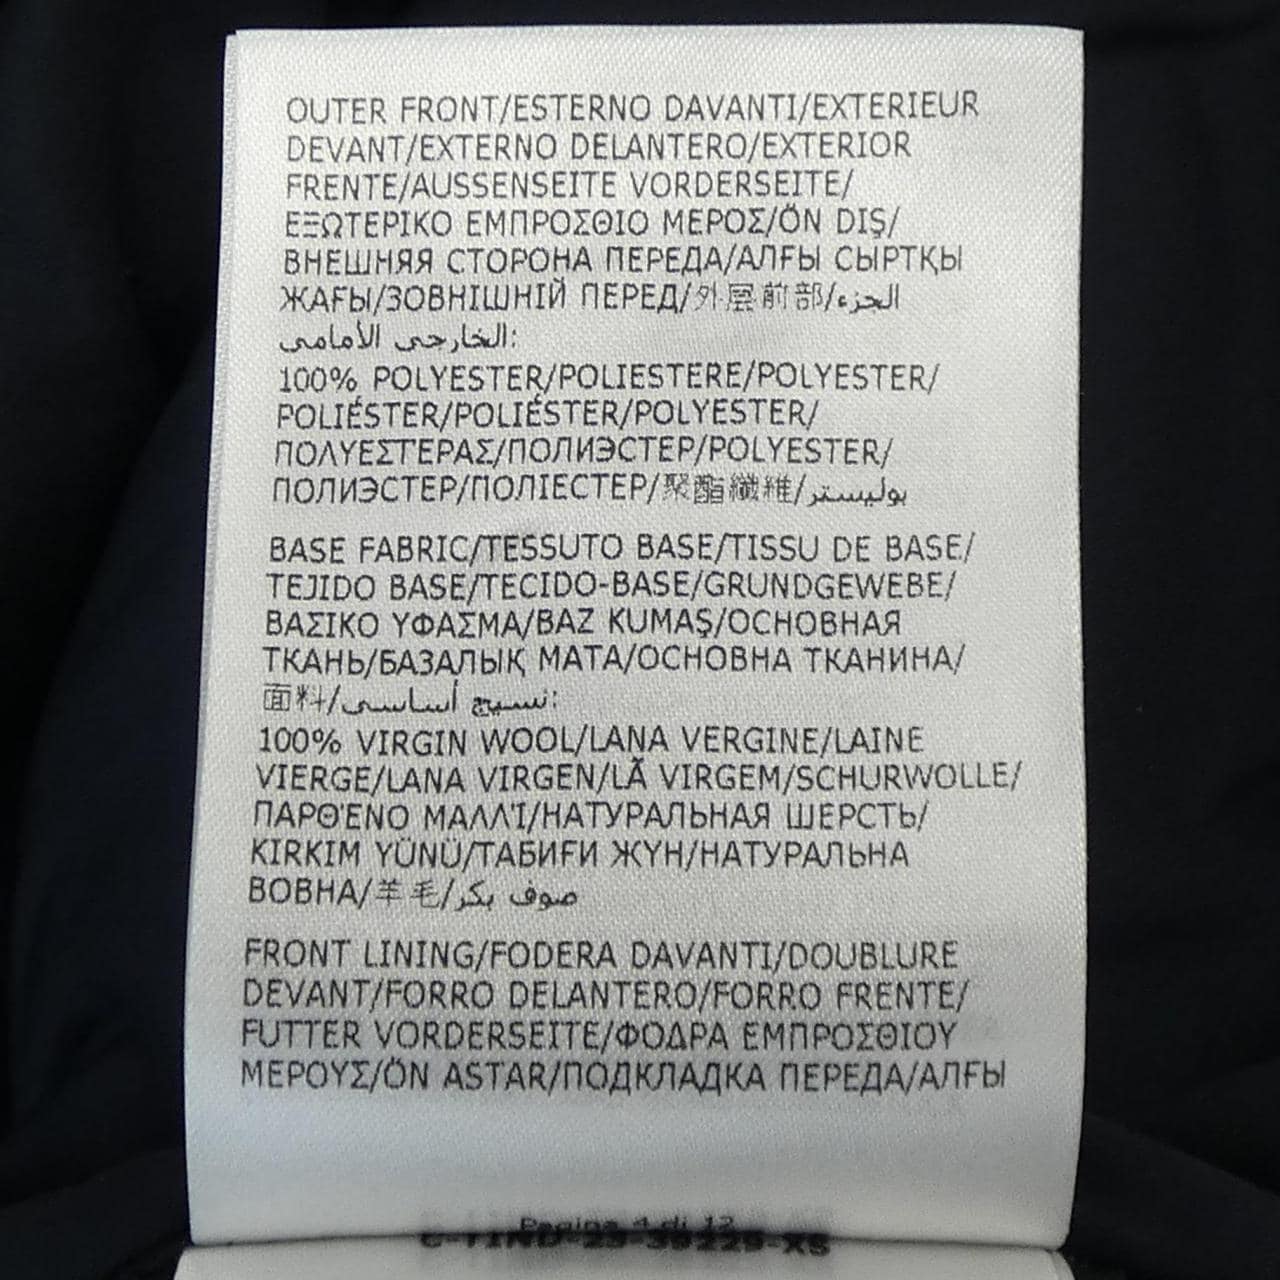 OUTER FRONT/ESTERNO DAVANTI/EXTERIEUR
DEVANT/EXTERNO DELANTERO/EXTERIOR
FRENTE/AUSSENSEITE VORDERSEITE/
ΕΞΩΤΕΡΙΚΟ ΕΜΠΡΟΣΘΙΟ ΜΕΡΟΣ/ÖN DIŞ/
ВНЕШНЯЯ СТОРОНА ПЕРЕДА/АЛҒЫ СЫРТҚЫ
ЖАҒЫ/ЗОВНІШНІЙ ПЕРЕД/外层前部/الجزء
الخارجي الأمامي:
100% POLYESTER/POLIESTERE/POLYESTER/
POLIÉSTER/POLIÉSTER/POLYESTER/
ΠΟΛΥΕΣΤΕΡΑΣ/ПОЛИЭСТЕР/POLYESTER/
ПОЛИЭСТЕР/ПОЛІЕСТЕР/聚酯纖維/بوليستر
BASE FABRIC/TESSUTO BASE/TISSU DE BASE/
TEJIDO BASE/TECIDO-BASE/GRUNDGEWEBE/
ΒΑΣΙΚΟ ΥΦΑΣΜΑ/BAZ KUMAŞ/ОСНОВНАЯ
ТКАНЬ/БАЗАЛЫҚ МАТА/ОСНОВНА ТКАНИНА/
面料/نسيج أساسي:
100% VIRGIN WOOL/LANA VERGINE/LAINE
VIERGE/LANA VIRGEN/LÃ VIRGEM/SCHURWOLLE/
ΠΑΡΘΈΝΟ ΜΑΛΛΊ/НАТУРАЛЬНАЯ ШЕРСТЬ/
KIRKIM YÜNÜ/ТАБИҒИ ЖҮН/НАТУРАЛЬНА
ВОВНА/羊毛/صوف بكر
FRONT LINING/FODERA DAVANTI/DOUBLURE
DEVANT/FORRO DELANTERO/FORRO FRENTE/
FUTTER VORDERSEITE/ΦΟΔΡΑ ΕΜΠΡΟΣΘΙΟΥ
ΜΕΡΟΥΣ/ÖN ASTAR/ПОДКЛАДКА ПЕРЕДА/АЛҒЫ
Pagina 4 di 12